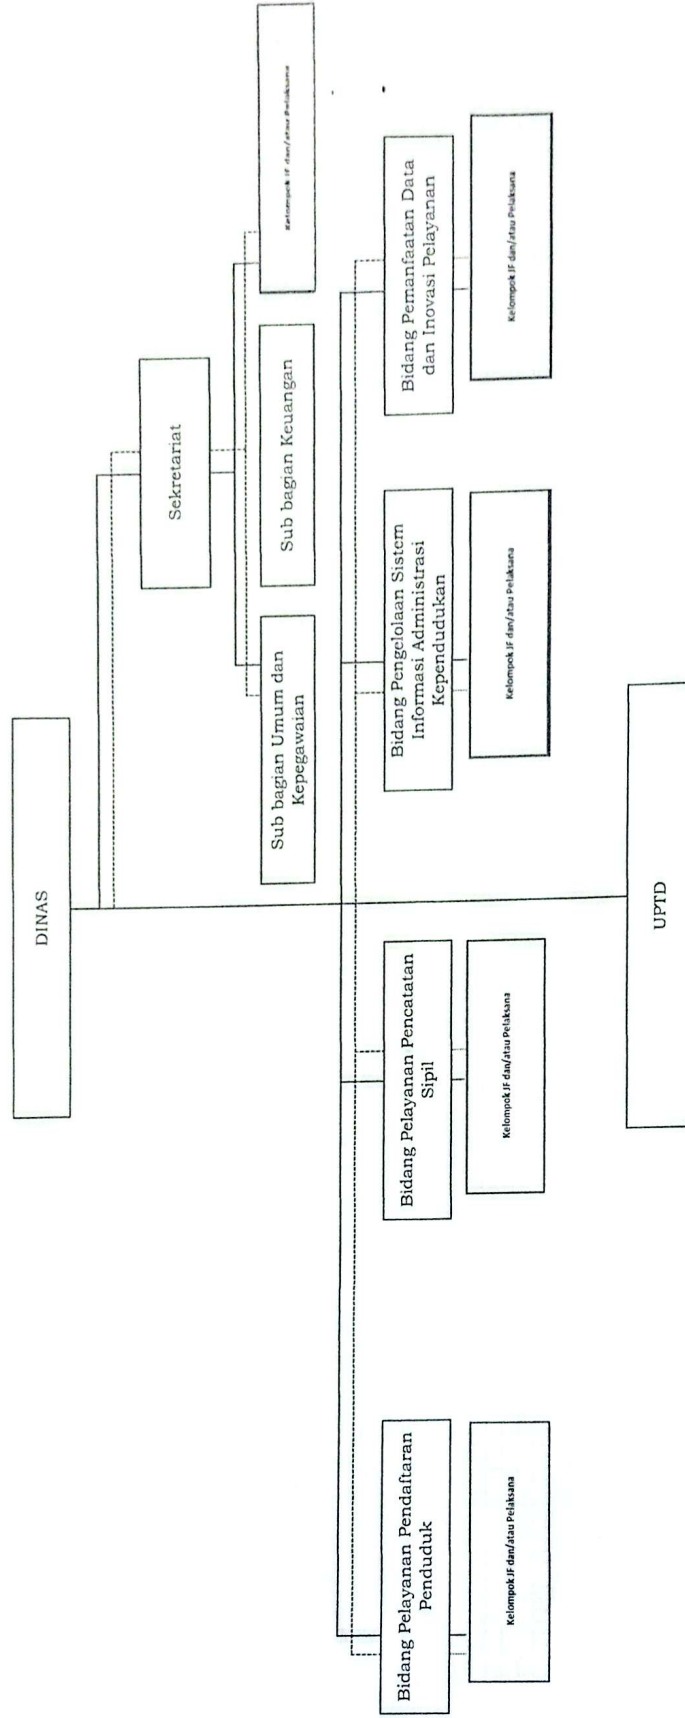 DINAS
Sekretariat
Sub bagian Umum dan
Kepegawaian
Sub bagian Keuangan
Kelompok JF dan/atau Pelaksana
Bidang Pelayanan Pendaftaran
Penduduk
Bidang Pelayanan Pencatatan
Sipil
Bidang Pengelolaan Sistem
Informasi Administrasi
Kependudukan
Bidang Pemanfaatan Data
dan Inovasi Pelayanan
Kelompok JF dan/atau Pelaksana
Kelompok JF dan/atau Pelaksana
Kelompok JF dan/atau Pelaksana
Kelompok JF dan/atau Pelaksana
UPTD